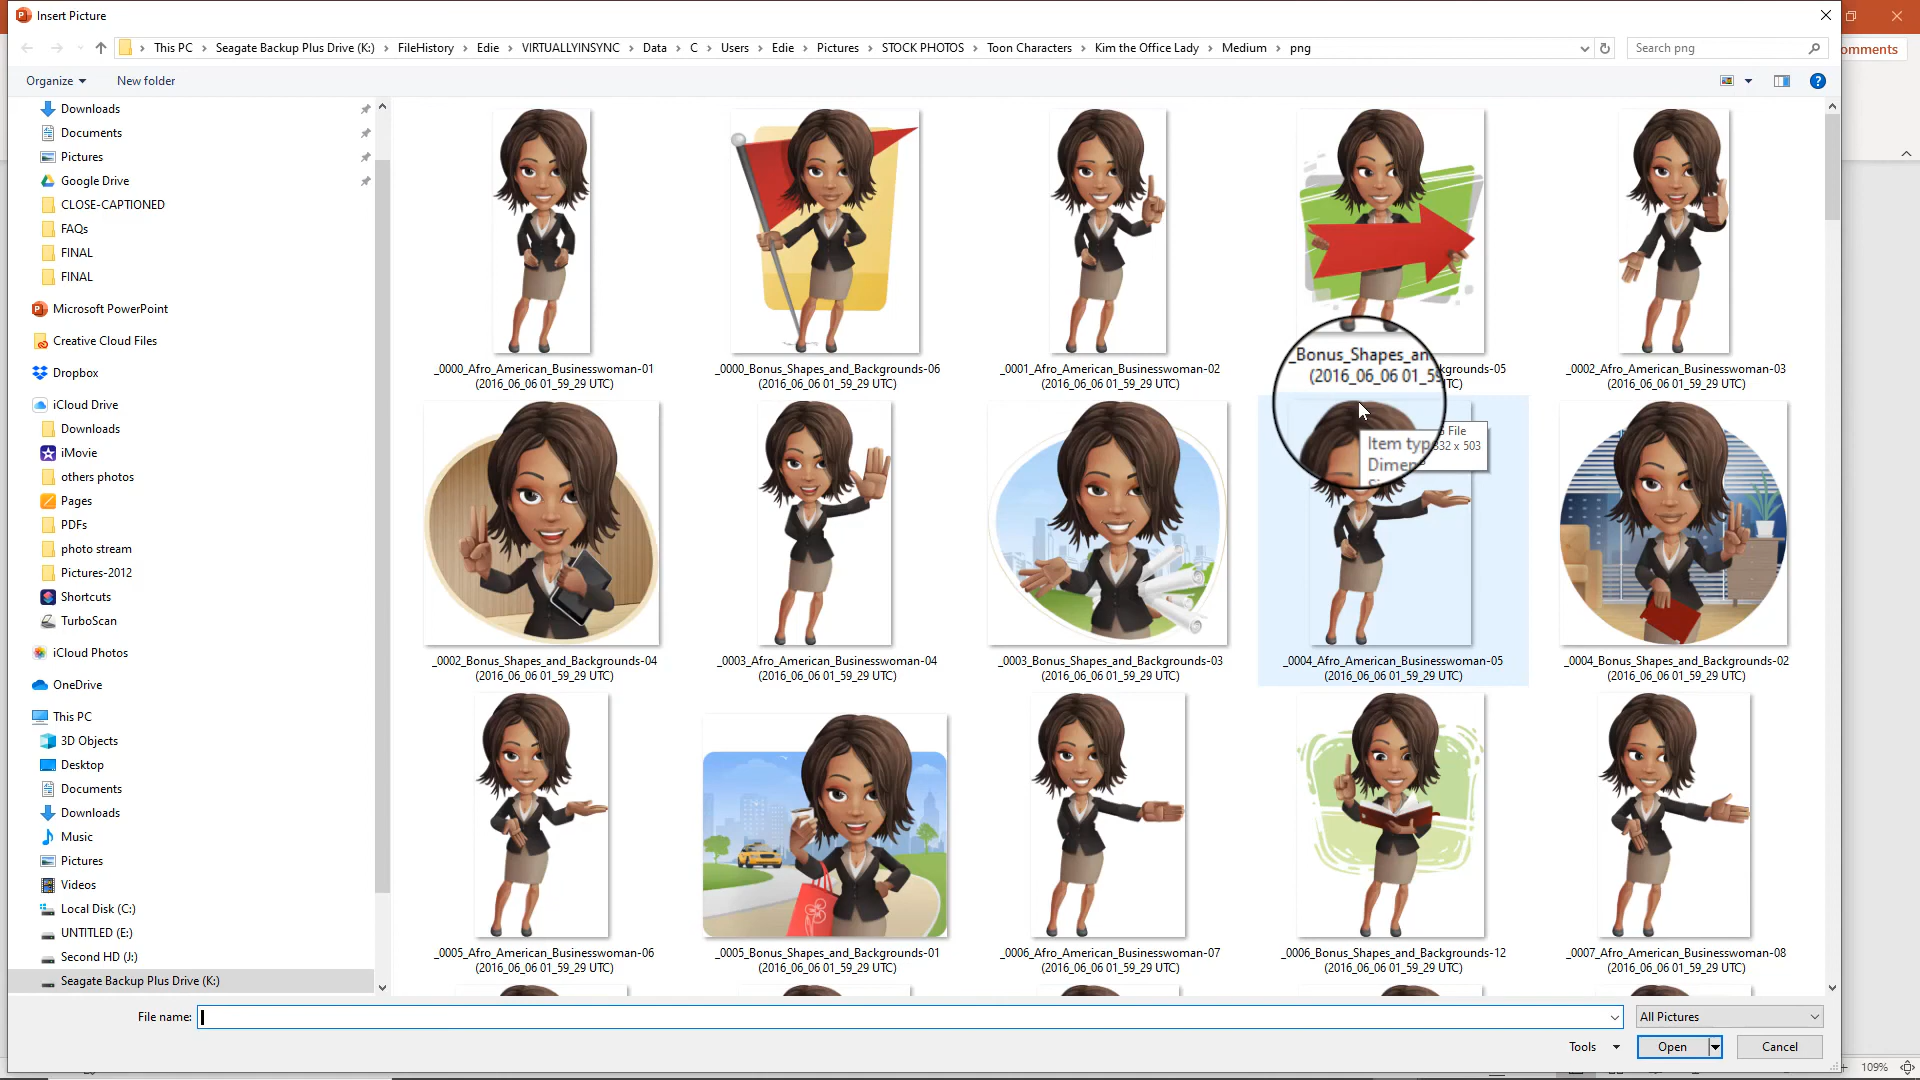 Insert Picture
This PC > Seagate Backup Plus Drive (K:) > FileHistory > Edie > VIRTUALLYINSYNC > Data > C > Users > Edie > Pictures > STOCK PHOTOS > Toon Characters > Kim the Office Lady > Medium > png
Search png
omments
Organize
New folder
Downloads
Documents
Pictures
Google Drive
CLOSE-CAPTIONED
FAQs
FINAL
FINAL
Microsoft PowerPoint
Creative Cloud Files
Dropbox
iCloud Drive
Downloads
iMovie
others photos
Pages
PDFs
photo stream
Pictures-2012
Shortcuts
TurboScan
iCloud Photos
OneDrive
This PC
3D Objects
Desktop
Documents
Downloads
Music
Pictures
Videos
Local Disk (C:)
UNTITLED (E:)
Second HD (J:)
Seagate Backup Plus Drive (K:)
_0000_Afro_American_Businesswoman-01
(2016_06_06 01_59_29 UTC)
_0000_Bonus_Shapes_and_Backgrounds-06
(2016_06_06 01_59_29 UTC)
_0001_Afro_American_Businesswoman-02
(2016_06_06 01_59_29 UTC)
_Bonus_Shapes_an kgrounds-05
(2016_06_06 01_59 TC)
_0002_Afro_American_Businesswoman-03
(2016_06_06 01_59_29 UTC)
Item typ File
Dimen 332 x 503
_0002_Bonus_Shapes_and_Backgrounds-04
(2016_06_06 01_59_29 UTC)
_0003_Afro_American_Businesswoman-04
(2016_06_06 01_59_29 UTC)
_0003_Bonus_Shapes_and_Backgrounds-03
(2016_06_06 01_59_29 UTC)
_0004_Afro_American_Businesswoman-05
(2016_06_06 01_59_29 UTC)
_0004_Bonus_Shapes_and_Backgrounds-02
(2016_06_06 01_59_29 UTC)
_0005_Afro_American_Businesswoman-06
(2016_06_06 01_59_29 UTC)
_0005_Bonus_Shapes_and_Backgrounds-01
(2016_06_06 01_59_29 UTC)
_0006_Afro_American_Businesswoman-07
(2016_06_06 01_59_29 UTC)
_0006_Bonus_Shapes_and_Backgrounds-12
(2016_06_06 01_59_29 UTC)
_0007_Afro_American_Businesswoman-08
(2016_06_06 01_59_29 UTC)
File name:
All Pictures
Tools
Open
Cancel
109%